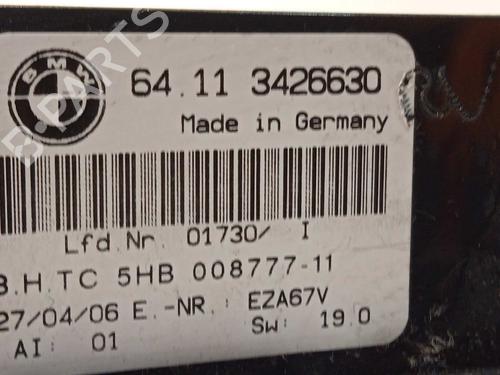 BMW
64.11 3426630
Made in Germany
Lfd.Nr. 01730/ I
B.H.TC 5HB 008777-11
27/04/06 E.-NR.: EZA67V
AI: 01 Sw: 19.0
B-PARTS